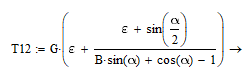 T12 := G·(ε + (ε + sin(α/2))/(B·sin(α) + cos(α) − 1)) →